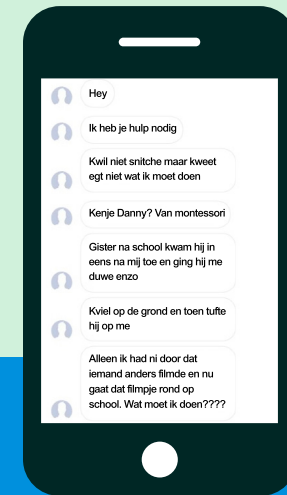 Hey
Ik heb je hulp nodig
Kwil niet snitche maar kweet
egt niet wat ik moet doen
Kenje Danny? Van montessori
Gister na school kwam hij in
eens na mij toe en ging hij me
duwe enzo
Kviel op de grond en toen tufte
hij op me
Alleen ik had ni door dat
iemand anders filmde en nu
gaat dat filmpje rond op
school. Wat moet ik doen????